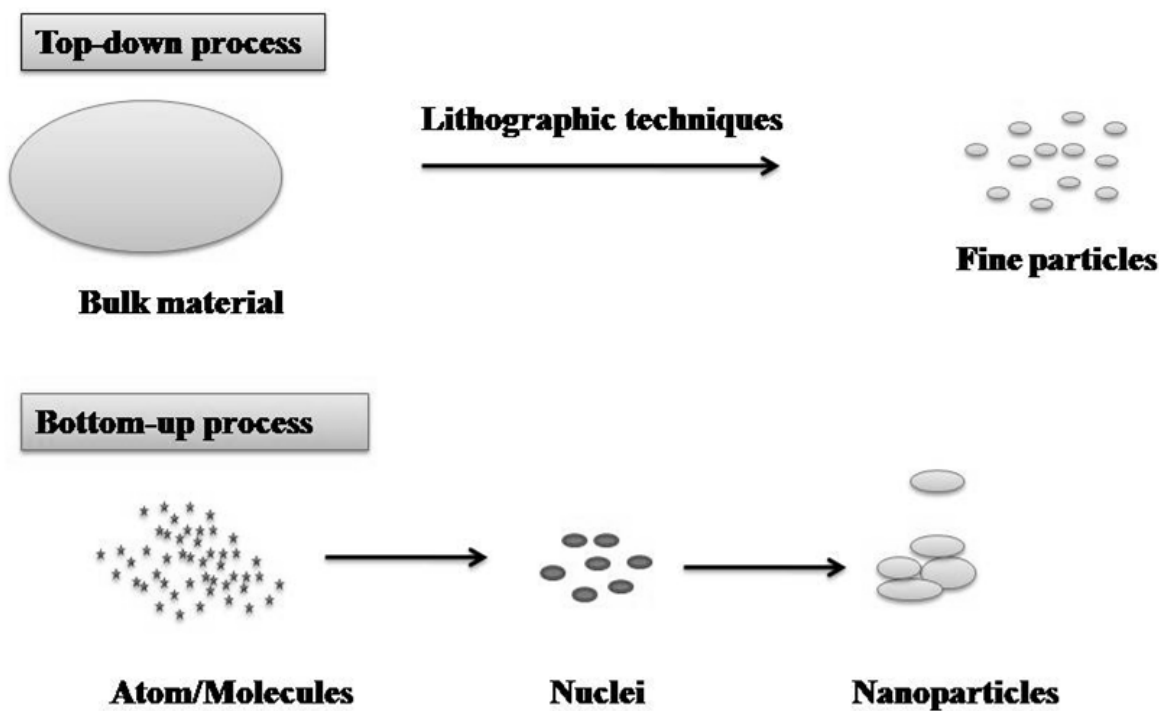 Top-down process
Lithographic techniques
Fine particles
Bulk material
Bottom-up process
Atom/Molecules
Nuclei
Nanoparticles